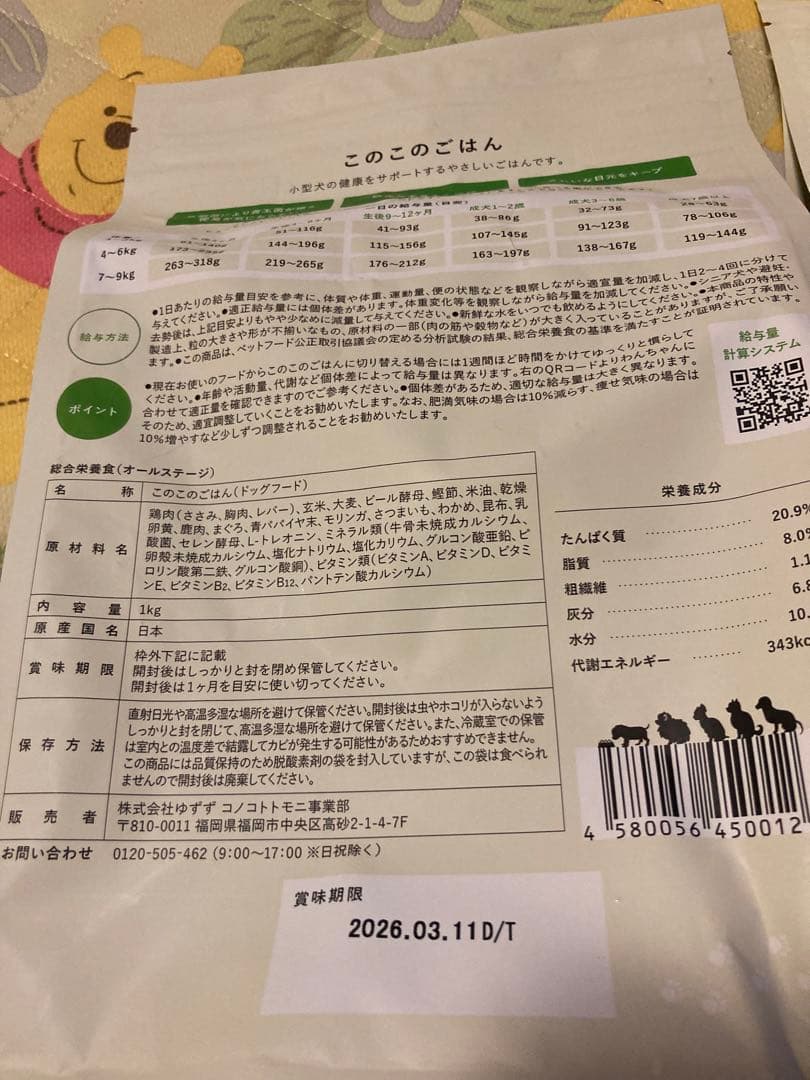 このこのごはん
小型犬の健康をサポートするやさしいごはんです。
目元をキープ
一日の給与量(目安)
生後9~12ヶ月 成犬1~2歳 成犬3~6歳
116g 41~93g 38~86g 32~73g 28~63g
4~6kg 144~196g 115~156g 107~145g 91~123g 78~106g
7~9kg 263~318g 219~265g 176~212g 163~197g 138~167g 119~144g
給与方法
●1日あたりの給与量目安を参考に、体質や体重、運動量、便の状態などを観察しながら適宜量を加減し、1日2~4回に分けて
与えてください。●適正給与量には個体差があります。体重変化等を観察しながら給与量を加減してください。●シニア犬や避妊・
去勢後は、上記目安よりもやや少なめに減量して与えてください。●新鮮な水をいつでも飲めるようにしてください。●本商品の特性や
製造上、粒の大きさや形が不揃いなもの、原材料の一部(肉の筋や穀物など)が大きく入っていることがありますが、ご了承願い
ます。●この商品は、ペットフード公正取引協議会の定める分析試験の結果、総合栄養食の基準を満たすことが証明されています。
ポイント
●現在お使いのフードからこのこのごはんに切り替える場合には1週間ほど時間をかけてゆっくりと慣らして
ください。●年齢や活動量、代謝など個体差によって給与量は異なります。右のQRコードよりわんちゃんに
合わせて適正量を確認できますのでご参考ください。●個体差があるため、適切な給与量は大きく異なります。
そのため、適宜調整していくことをお勧めいたします。なお、肥満気味の場合は10%減らす、痩せ気味の場合は
10%増やすなど少しずつ調整されることをお勧めいたします。
給与量
計算システム
総合栄養食(オールステージ)
名称 このこのごはん(ドッグフード)
原材料名
鶏肉(ささみ、胸肉、レバー)、玄米、大麦、ビール酵母、鰹節、米油、乾燥
卵黄、鹿肉、まぐろ、青パパイヤ末、モリンガ、さつまいも、わかめ、昆布、乳
酸菌、セレン酵母、L-トレオニン、ミネラル類(牛骨未焼成カルシウム、
卵殻未焼成カルシウム、塩化ナトリウム、塩化カリウム、グルコン酸亜鉛、ピ
ロリン酸第二鉄、グルコン酸銅)、ビタミン類(ビタミンA、ビタミンD、ビタミ
ンE、ビタミンB2、ビタミンB12、パントテン酸カルシウム)
内容量 1kg
原産国名 日本
賞味期限
枠外下記に記載
開封後はしっかりと封を閉め保管してください。
開封後は1ヶ月を目安に使い切ってください。
保存方法
直射日光や高温多湿な場所を避けて保管ください。開封後は虫やホコリが入らないよう
しっかりと封を閉じて、高温多湿な場所を避けて保管ください。また、冷蔵室での保管
は室内との温度差で結露してカビが発生する可能性があるためおすすめできません。
この商品には品質保持のため脱酸素剤の袋を封入していますが、この袋は食べられ
ませんので開封後は廃棄してください。
販売者
株式会社ゆずず コノコトトモニ事業部
〒810-0011 福岡県福岡市中央区高砂2-1-4-7F
お問い合わせ 0120-505-462 (9:00~17:00 ※日祝除く)
栄養成分
たんぱく質 20.9%
脂質 8.0%
粗繊維 1.1
灰分 6.8
水分 10.
代謝エネルギー 343kc
4 580056 450012
賞味期限
2026.03.11D/T